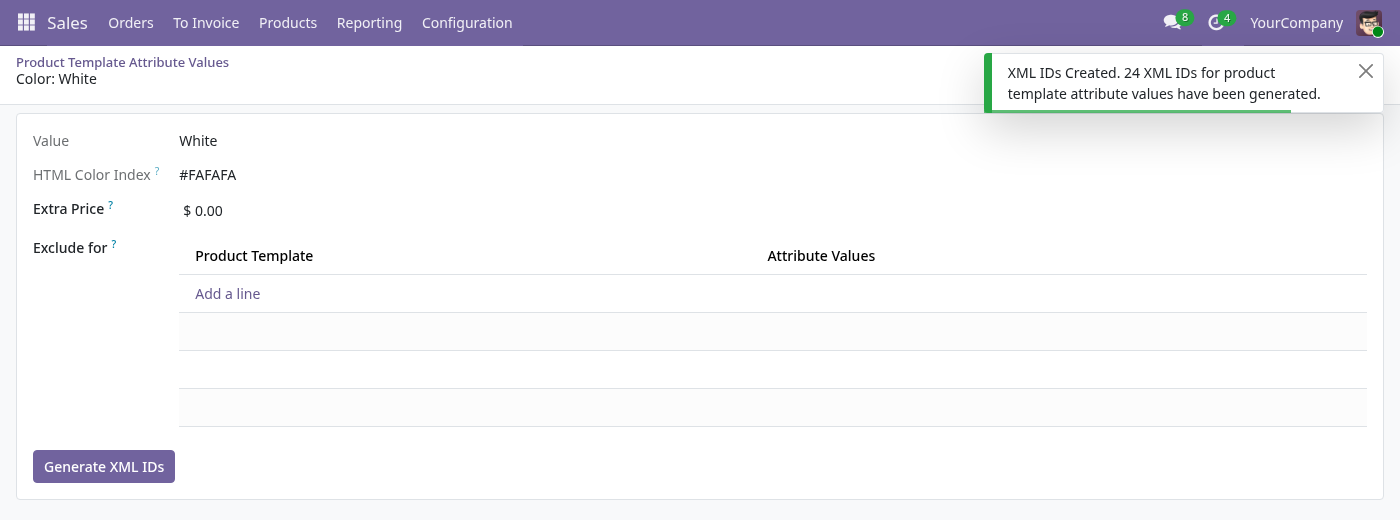 Sales Orders To Invoice Products Reporting Configuration 8 4 YourCompany
Product Template Attribute Values
Color: White
XML IDs Created. 24 XML IDs for product
template attribute values have been generated.
Value White
HTML Color Index ? #FAFAFA
Extra Price ? $ 0.00
Exclude for ?
Product Template Attribute Values
Add a line
Generate XML IDs